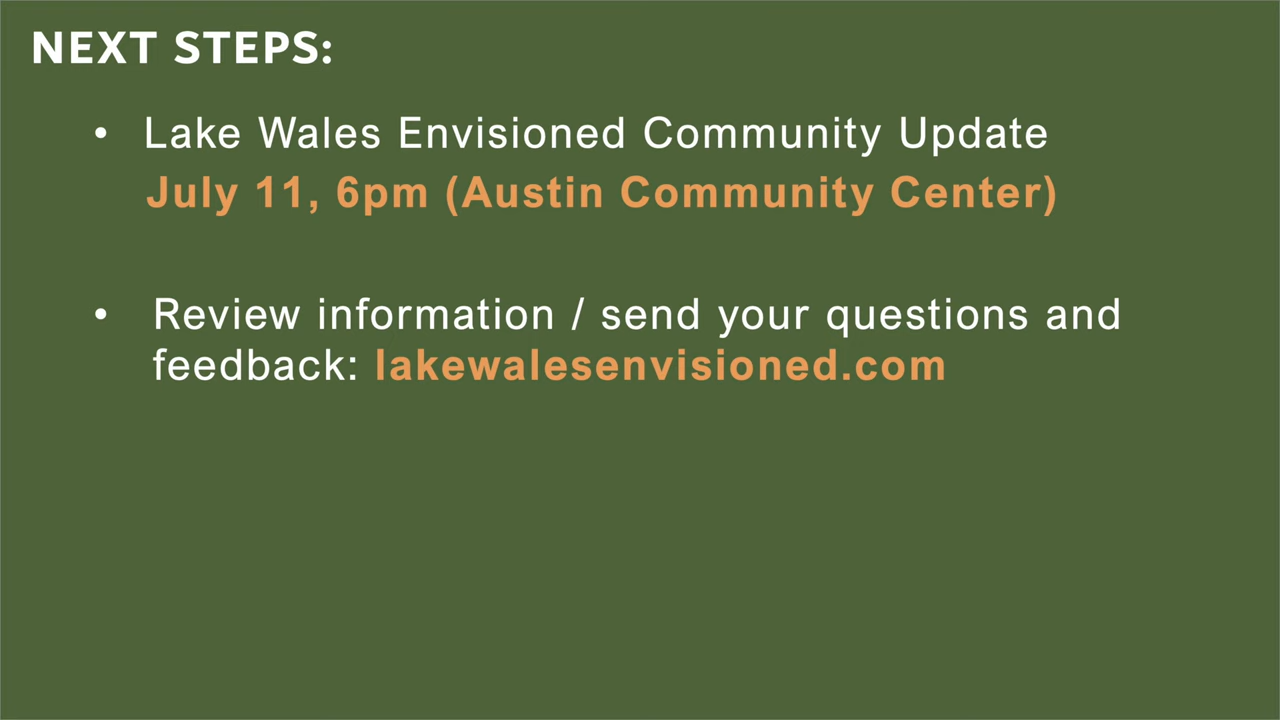 NEXT STEPS:
• Lake Wales Envisioned Community Update
July 11, 6pm (Austin Community Center)
• Review information / send your questions and
feedback: lakewalesenvisioned.com